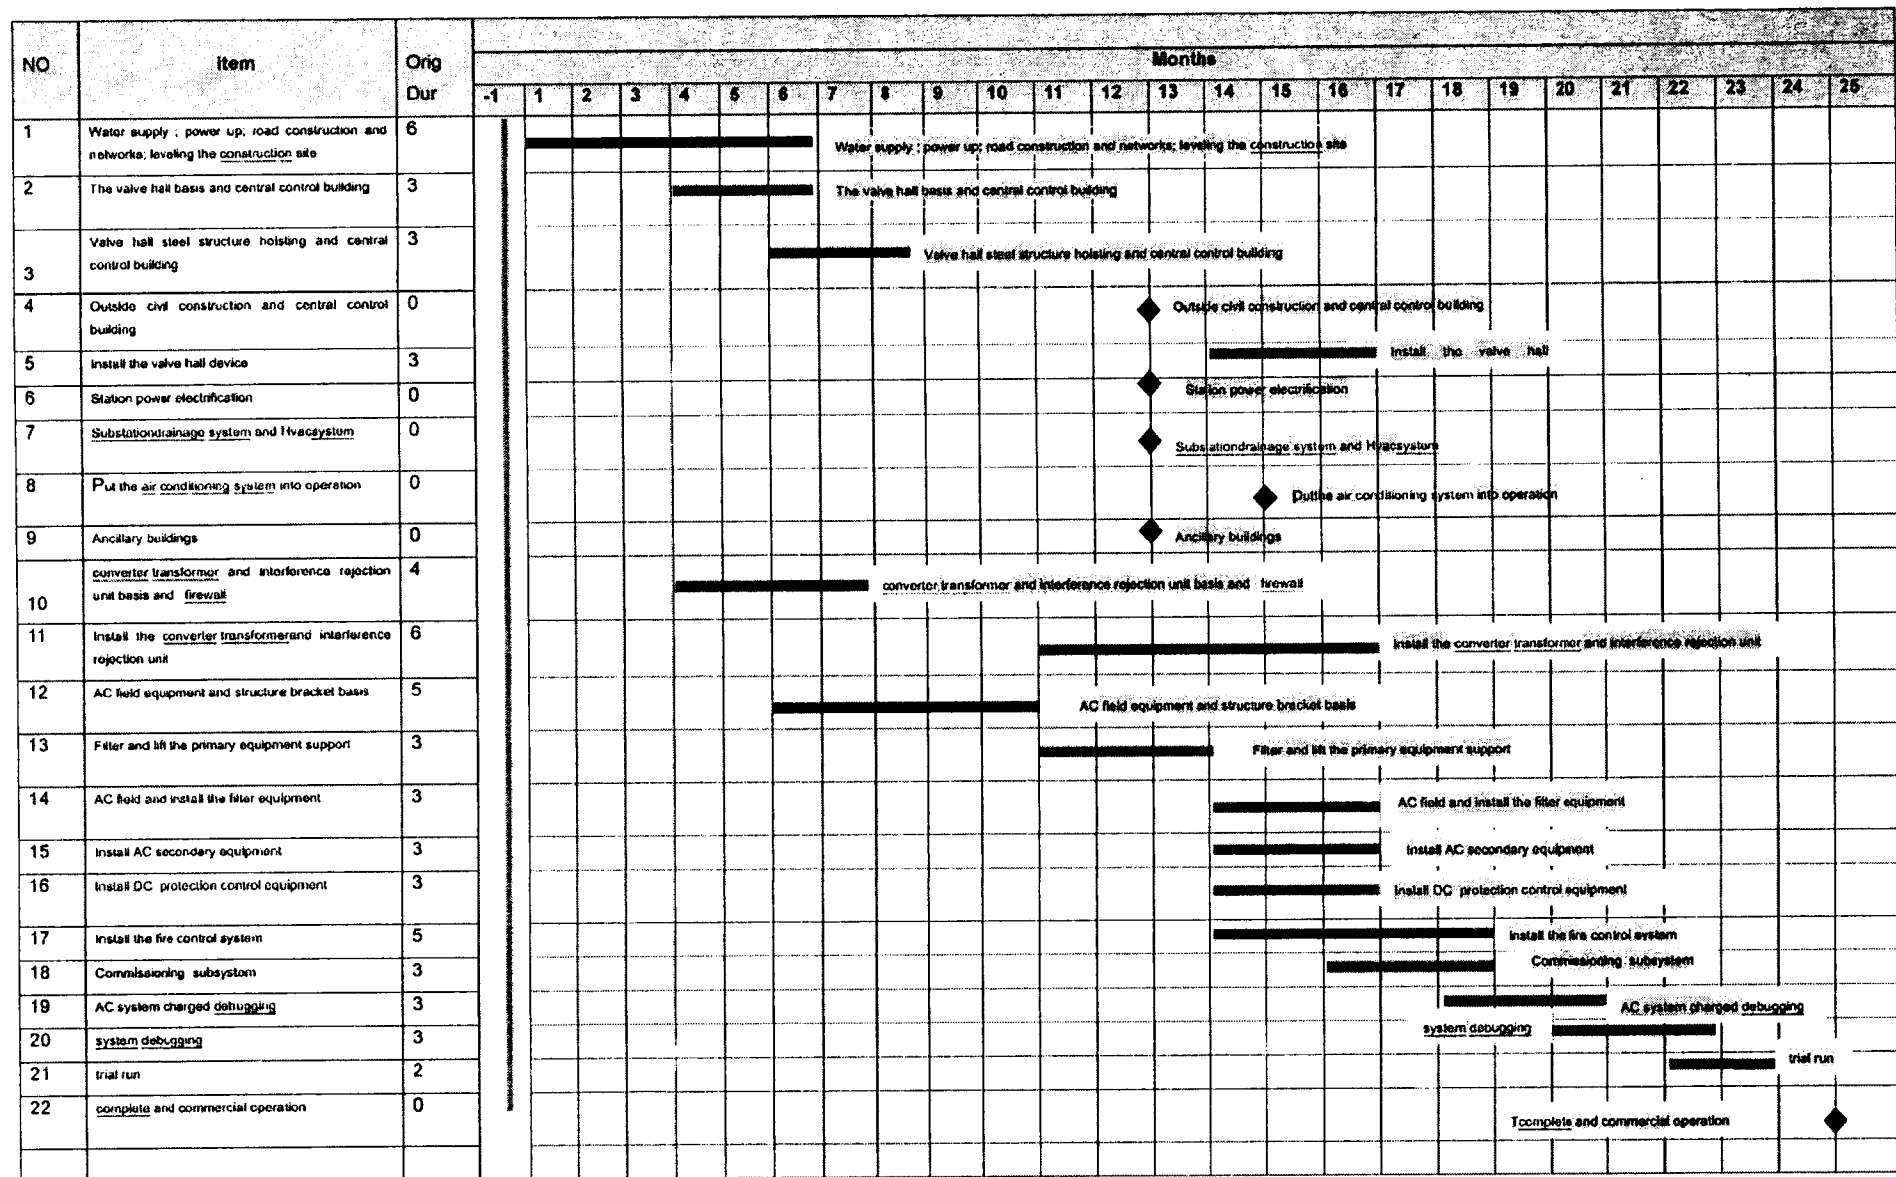 Months
NO Item Orig Dur -1 1 2 3 4 5 6 7 8 9 10 11 12 13 14 15 16 17 18 19 20 21 22 23 24 25
1 Water supply ; power up; road construction and 6
networks; leveling the construction site
Water supply ; power up; road construction and networks; leveling the construction site
2 The valve hall basis and central control building 3 The valve hall basis and central control building
Valve hall steel structure hoisting and central 3
3 control building
Valve hall steel structure hoisting and central control building
4 Outside civil construction and central control 0
building
Outside civil construction and central control building
5 Install the valve hall device 3 Install the valve hall
6 Station power electrification 0 Station power electrification
7 Substationdrainage system and Hvacsystem 0 Substationdrainage system and Hvacsystem
8 Put the air conditioning system into operation 0 Dutthe air conditioning system into operation
9 Ancillary buildings 0 Ancillary buildings
converter transformor and interference rejection 4
10 unit basis and firewall
converter transformor and interference rejection unit basis and firewall
11 Install the converter transformerand interference 6
rejection unit
Install the converter transformor and interference rejection unit
12 AC field equipment and structure bracket basis 5 AC field equipment and structure bracket basis
13 Filter and lift the primary equipment support 3 Filter and lift the primary equipment support
14 AC field and install the filter equipment 3 AC field and install the filter equipment
15 Install AC secondary equipment 3 Install AC secondary equipment
16 Install DC protection control equipment 3 Install DC protection control equipment
17 Install the fire control system 5 Install the fire control system
18 Commissioning subsystem 3 Commissioning subsystem
19 AC system charged debugging 3 AC system charged debugging
20 system debugging 3 system debugging
21 trial run 2 trial run
22 complete and commercial operation 0 Tcomplete and commercial operation